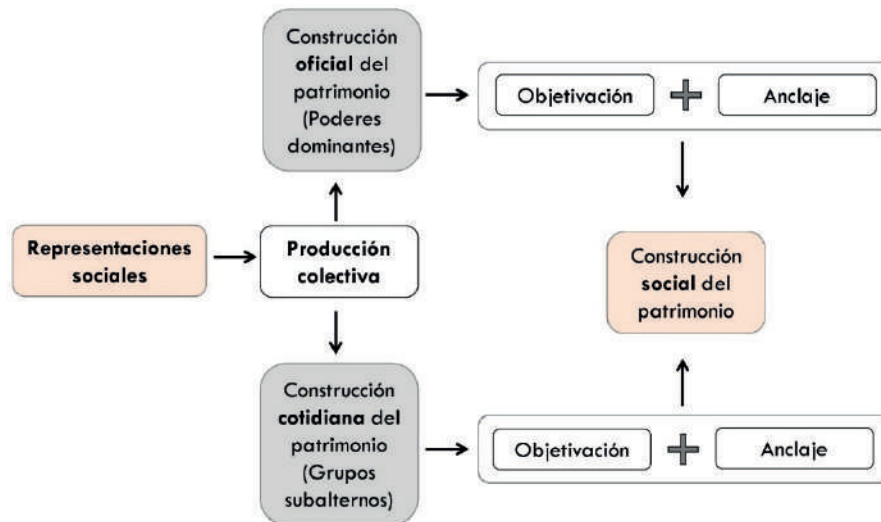 Construcción
oficial del
patrimonio
(Poderes
dominantes)
Objetivación
Anclaje
Representaciones
sociales
Producción
colectiva
Construcción
social del
patrimonio
Construcción
cotidiana del
patrimonio
(Grupos
subalternos)
Objetivación
Anclaje